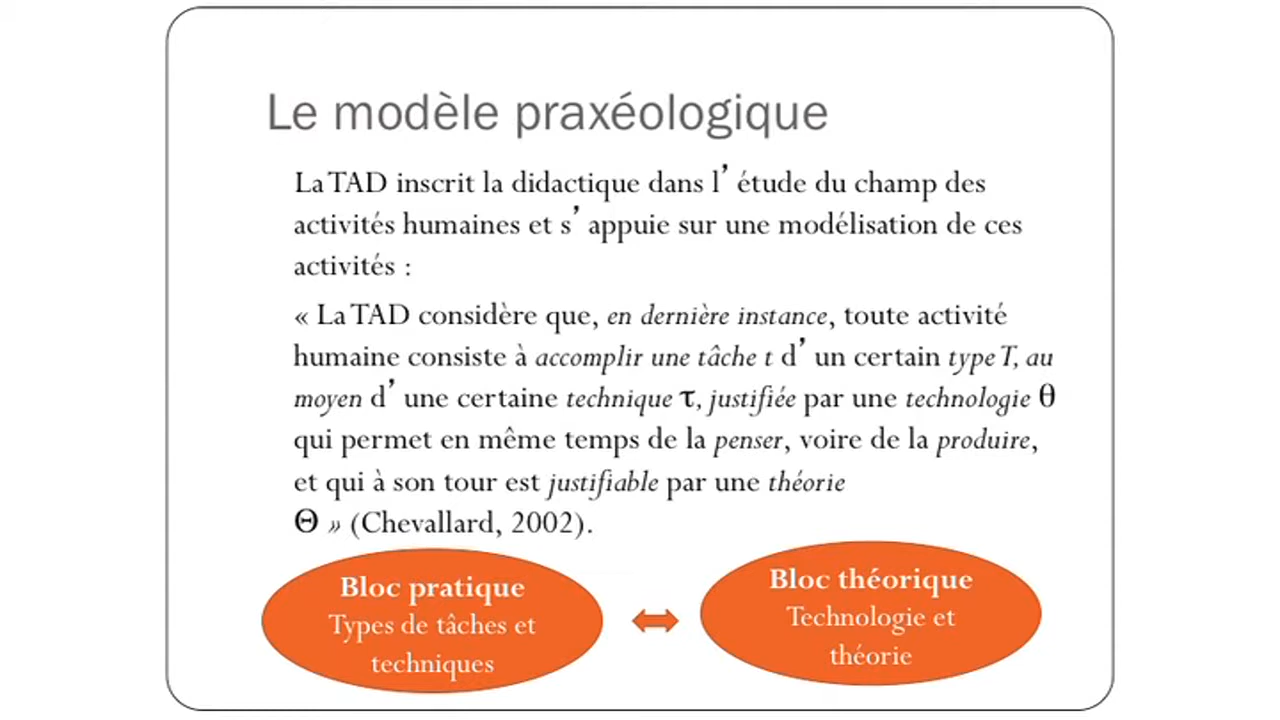 Le modèle praxéologique
La TAD inscrit la didactique dans l’étude du champ des
activités humaines et s’appuie sur une modélisation de ces
activités :
« La TAD considère que, en dernière instance, toute activité
humaine consiste à accomplir une tâche t d’un certain type T, au
moyen d’une certaine technique τ, justifiée par une technologie θ
qui permet en même temps de la penser, voire de la produire,
et qui à son tour est justifiable par une théorie
Θ » (Chevallard, 2002).
Bloc pratique
Types de tâches et
techniques
Bloc théorique
Technologie et
théorie